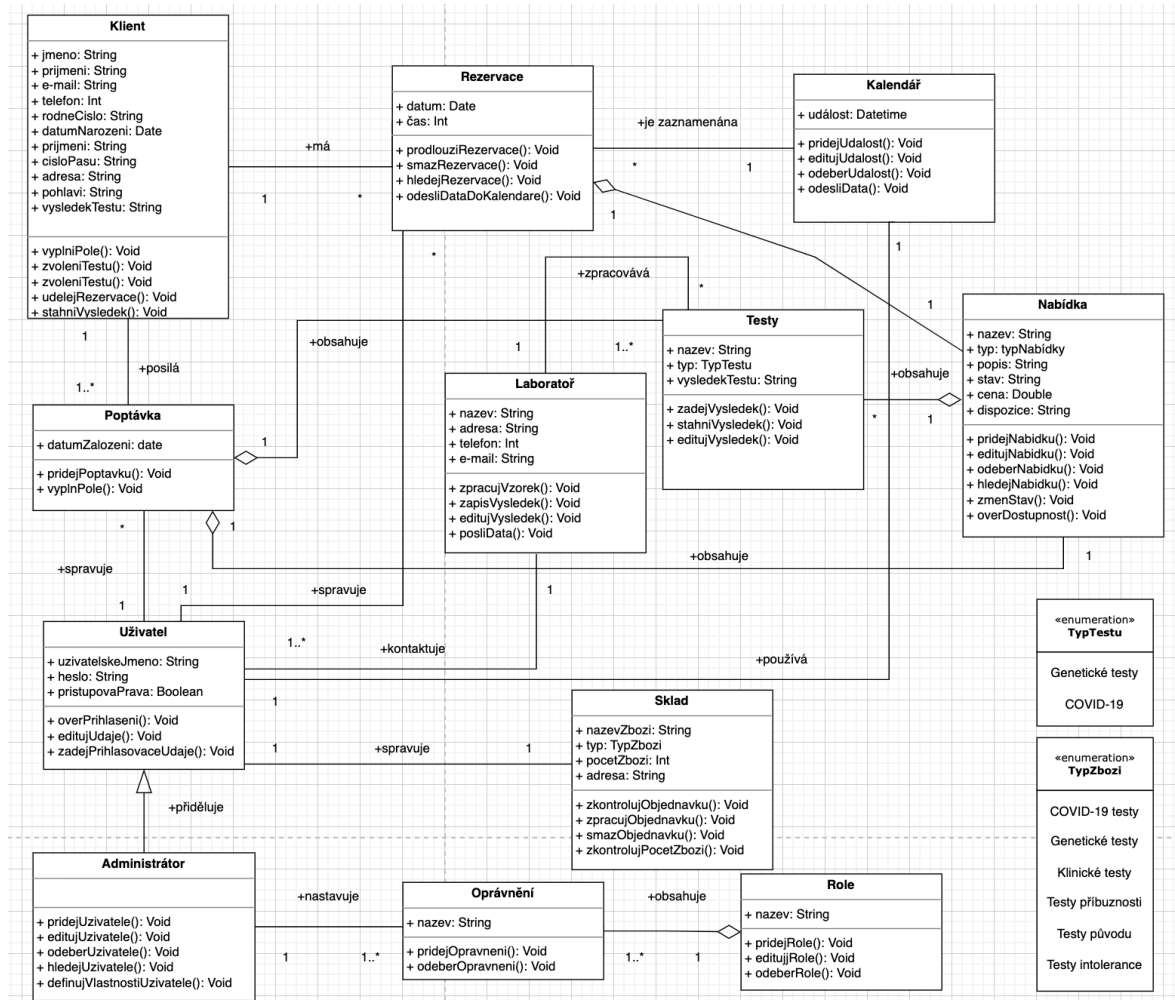 Klient
+ jmeno: String
+ prijmeni: String
+ e-mail: String
+ telefon: Int
+ rodneCislo: String
+ datumNarozeni: Date
+ prijmeni: String
+ cisloPasu: String
+ adresa: String
+ pohlavi: String
+ vysledekTestu: String
+ vyplniPole(): Void
+ zvoleniTestu(): Void
+ zvoleniTestu(): Void
+ udelejRezervace(): Void
+ stahniVysledek(): Void
+má
1
*
Rezervace
+ datum: Date
+ čas: Int
+ prodlouziRezervace(): Void
+ smazRezervace(): Void
+ hledejRezervace(): Void
+ odesliDataDoKalendare(): Void
+je zaznamenána
*
1
Kalendář
+ událost: Datetime
+ pridejUdalost(): Void
+ editujUdalost(): Void
+ odeberUdalost(): Void
+ odesliData(): Void
1
*
1
1
+zpracovává
*
1
1
+posilá
1..*
+obsahuje
1..*
1
Testy
+ nazev: String
+ typ: TypTestu
+ vysledekTestu: String
+ zadejVysledek(): Void
+ stahniVysledek(): Void
+ editujVysledek(): Void
+obsahuje
*
1
Nabídka
+ nazev: String
+ typ: typNabídky
+ popis: String
+ stav: String
+ cena: Double
+ dispozice: String
+ pridejNabidku(): Void
+ editujNabidku(): Void
+ odeberNabidku(): Void
+ hledejNabidku(): Void
+ zmenStav(): Void
+ overDostupnost(): Void
Laboratoř
+ nazev: String
+ adresa: String
+ telefon: Int
+ e-mail: String
+ zpracujVzorek(): Void
+ zapisVysledek(): Void
+ editujVysledek(): Void
+ posliData(): Void
Poptávka
+ datumZalozeni: date
+ pridejPoptavku(): Void
+ vyplnPole(): Void
*
1
+obsahuje
1
+spravuje
1
1
+spravuje
1
1..*
+kontaktuje
+používá
1
Uživatel
+ uzivatelskeJmeno: String
+ heslo: String
+ pristupovaPrava: Boolean
+ overPrihlaseni(): Void
+ editujUdaje(): Void
+ zadejPrihlasovaceUdaje(): Void
1
+spravuje
1
Sklad
+ nazevZbozi: String
+ typ: TypZbozi
+ pocetZbozi: Int
+ adresa: String
+ zkontrolujObjednavku(): Void
+ zpracujObjednavku(): Void
+ smazObjednavku(): Void
+ zkontrolujPocetZbozi(): Void
«enumeration»
TypTestu
Genetické testy
COVID-19
«enumeration»
TypZbozi
COVID-19 testy
Genetické testy
Klinické testy
Testy příbuznosti
Testy původu
Testy intolerance
+přiděluje
Administrátor
+ pridejUzivatele(): Void
+ editujUzivatele(): Void
+ odeberUzivatele(): Void
+ hledejUzivatele(): Void
+ definujVlastnostiUzivatele(): Void
+nastavuje
1
1..*
Oprávnění
+ nazev: String
+ pridejOpravneni(): Void
+ odeberOpravneni(): Void
+obsahuje
1..*
1
Role
+ nazev: String
+ pridejRole(): Void
+ editujjRole(): Void
+ odeberRole(): Void